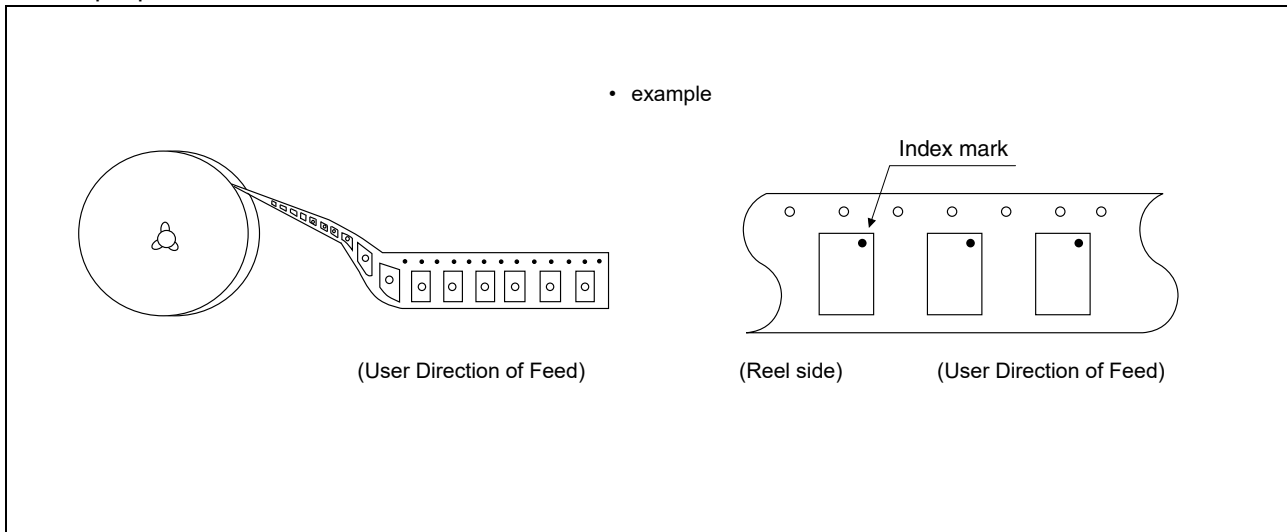 • example
Index mark
(User Direction of Feed)
(Reel side)
(User Direction of Feed)